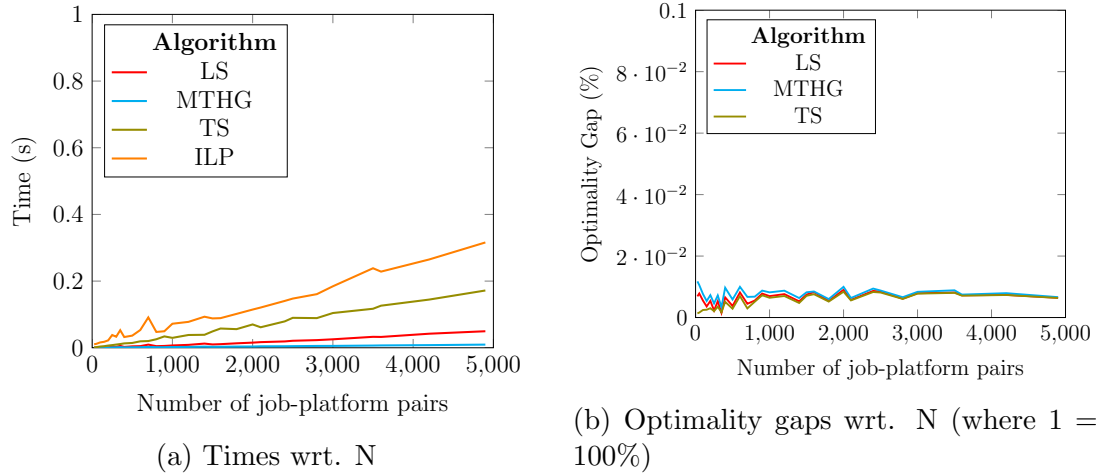 1
0.8
0.6
0.4
0.2
0
Time (s)
Algorithm
LS
MTHG
TS
ILP
0 1,000 2,000 3,000 4,000 5,000
Number of job-platform pairs
(a) Times wrt. N
0.1
8 · 10⁻²
6 · 10⁻²
4 · 10⁻²
2 · 10⁻²
0
Optimality Gap (%)
Algorithm
LS
MTHG
TS
0 1,000 2,000 3,000 4,000 5,000
Number of job-platform pairs
(b) Optimality gaps wrt. N (where 1 =
100%)